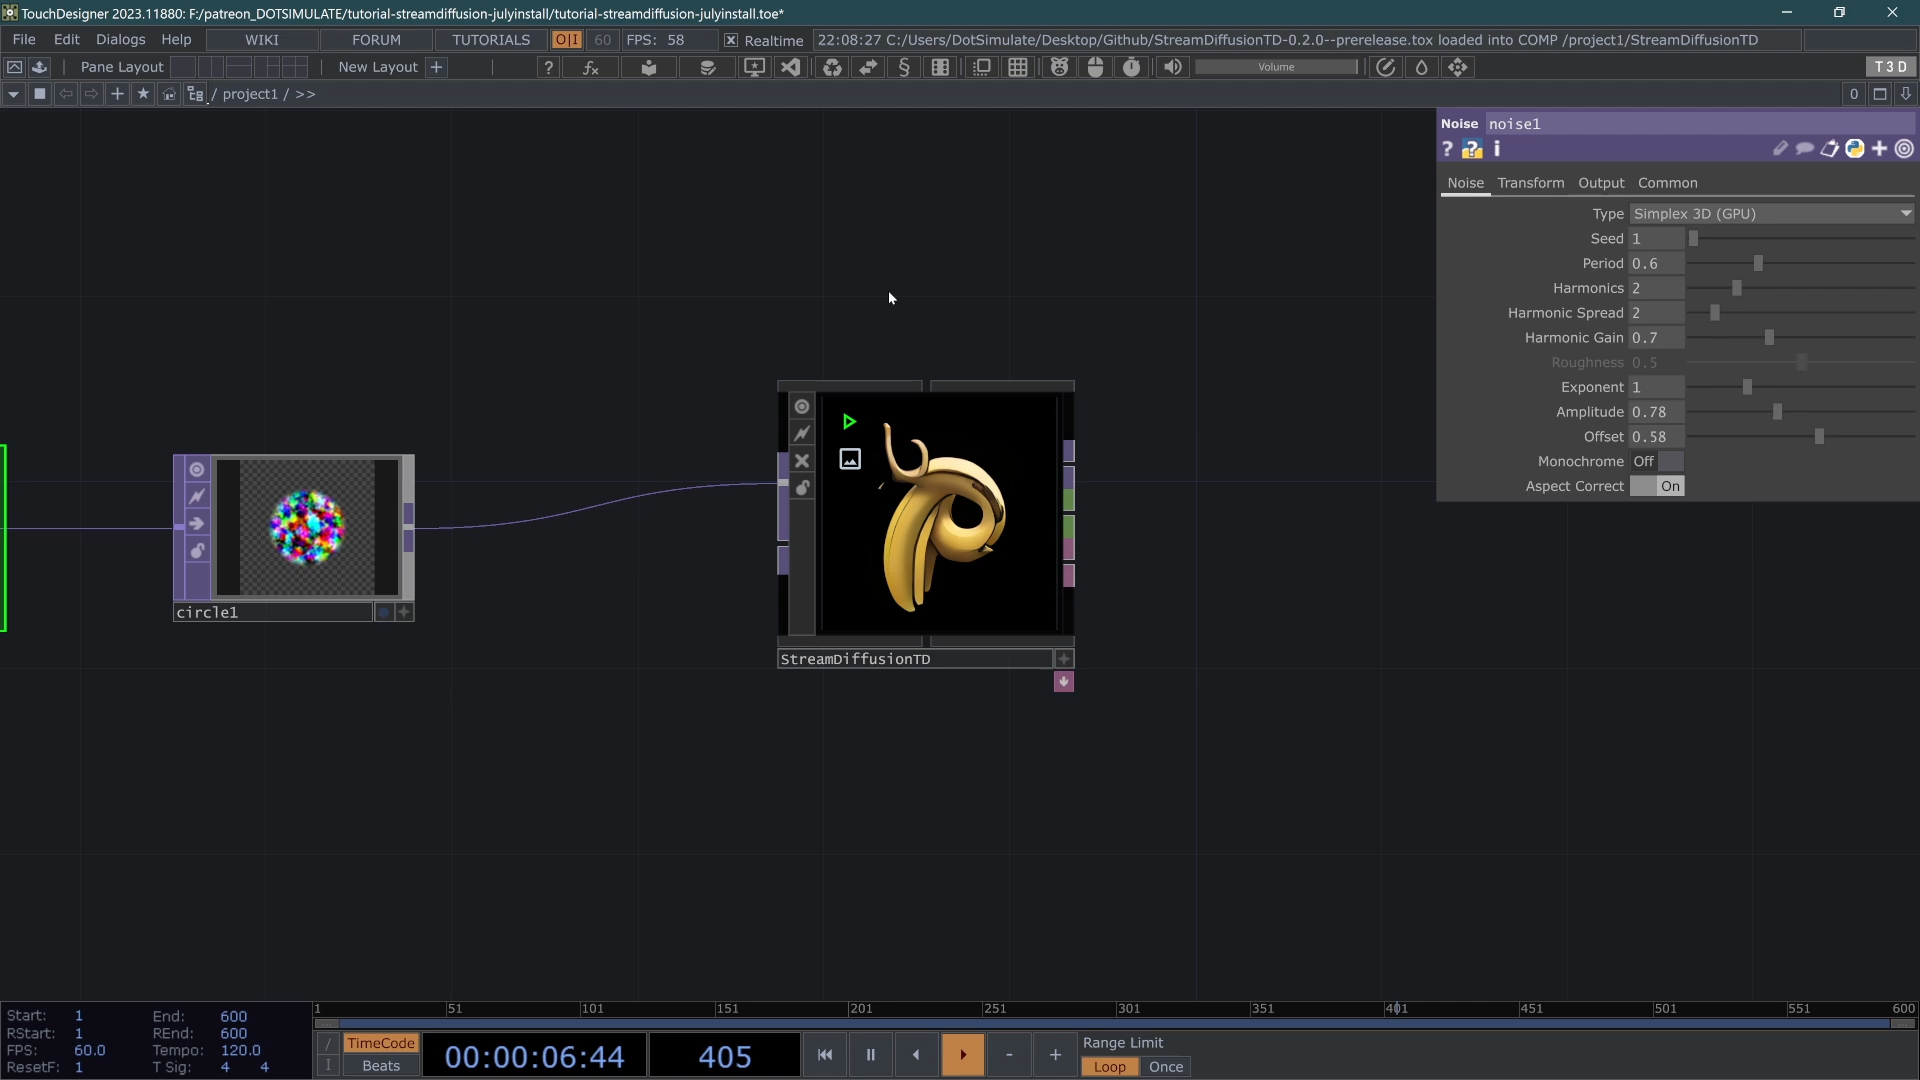 TouchDesigner 2023.11880: F:/patreon_DOTSIMULATE/tutorial-streamdiffusion-julyinstall/tutorial-streamdiffusion-julyinstall.toe*
File Edit Dialogs Help WIKI FORUM TUTORIALS O|I 60 FPS: 58 Realtime 22:08:27 C:/Users/DotSimulate/Desktop/Github/StreamDiffusionTD-0.2.0--prerelease.tox loaded into COMP /project1/StreamDiffusionTD
Pane Layout New Layout + ? fx § Volume T3D
/ project1 / >> 0
Noise noise1
? ? i
Noise Transform Output Common
Type Simplex 3D (GPU)
Seed 1
Period 0.6
Harmonics 2
Harmonic Spread 2
Harmonic Gain 0.7
Roughness 0.5
Exponent 1
Amplitude 0.78
Offset 0.58
Monochrome Off
Aspect Correct On
circle1
StreamDiffusionTD
Start: 1 End: 600
RStart: 1 REnd: 600
FPS: 60.0 Tempo: 120.0
ResetF: 1 T Sig: 4 4
1 51 101 151 201 251 301 351 401 451 501 551 600
/ TimeCode
I Beats
00:00:06:44 405 - +
Range Limit
Loop Once